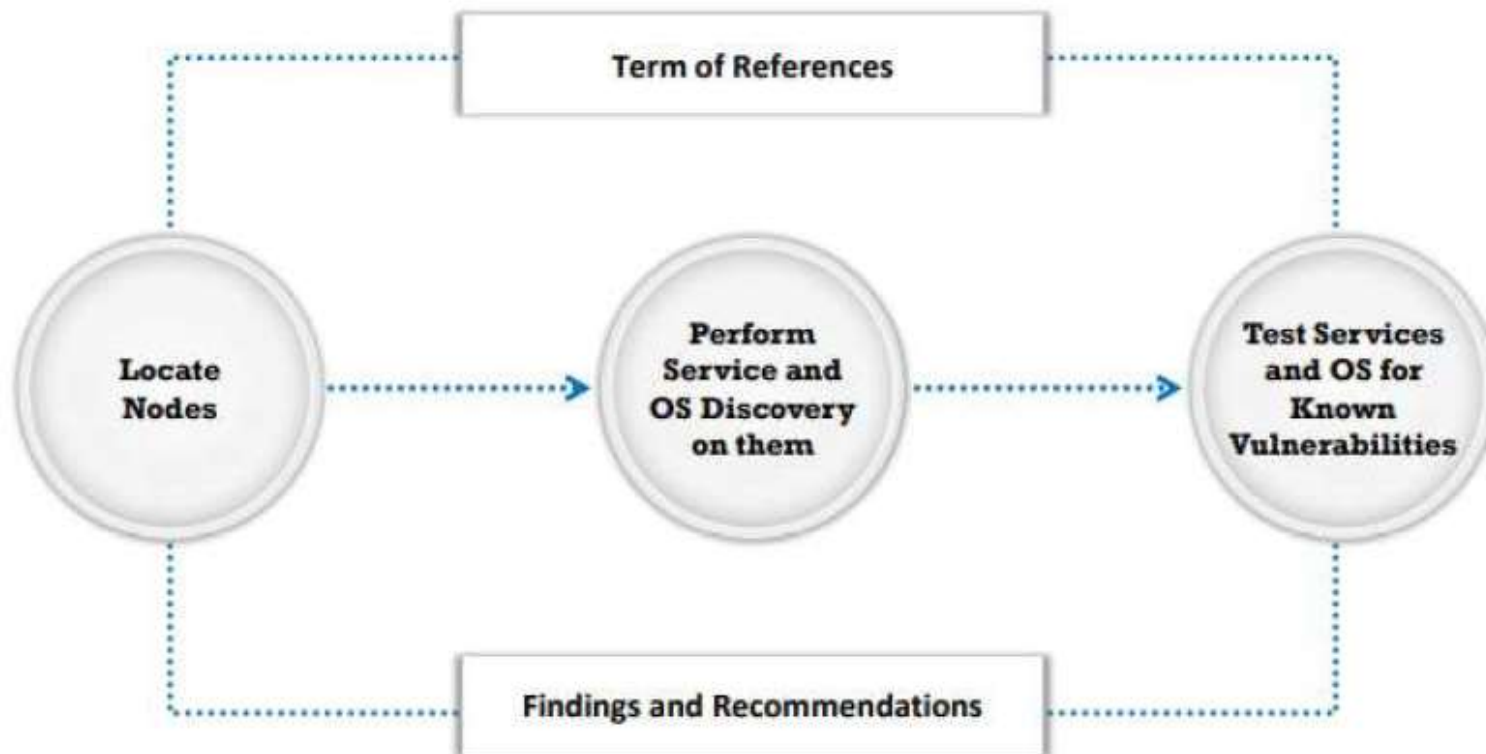 Term of References
Locate
Nodes
Perform
Service and
OS Discovery
on them
Test Services
and OS for
Known
Vulnerabilities
Findings and Recommendations